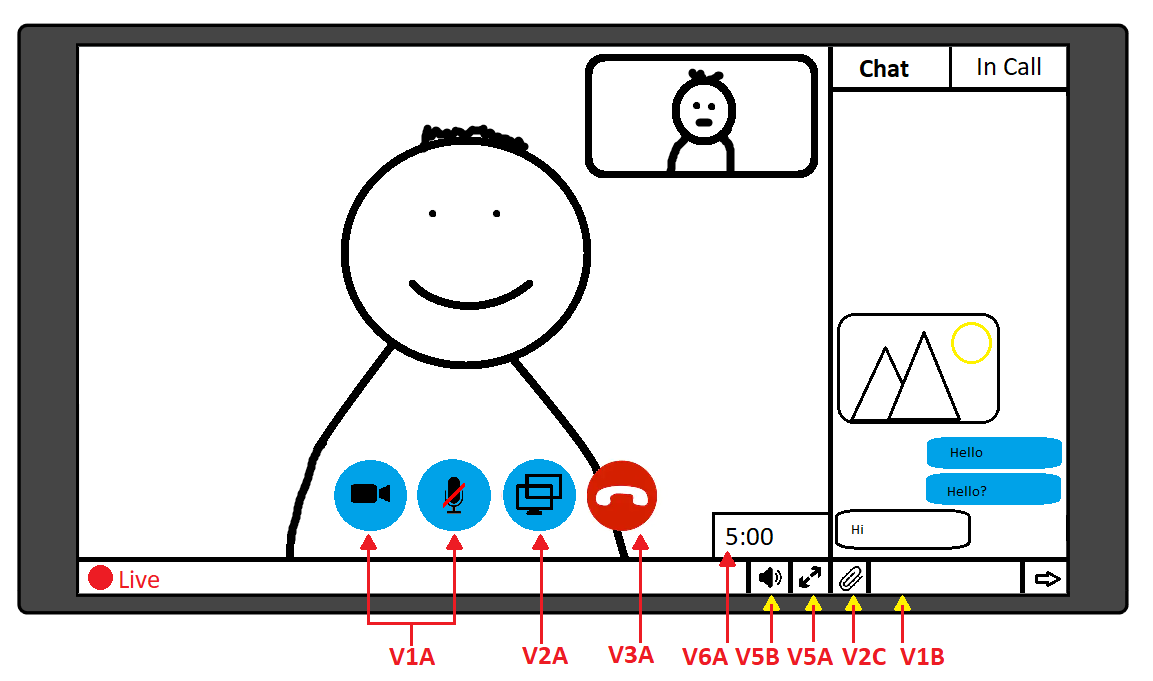 Chat
In Call
Hello
Hello?
Hi
5:00
Live
V1A
V2A
V3A
V6A
V5B
V5A
V2C
V1B